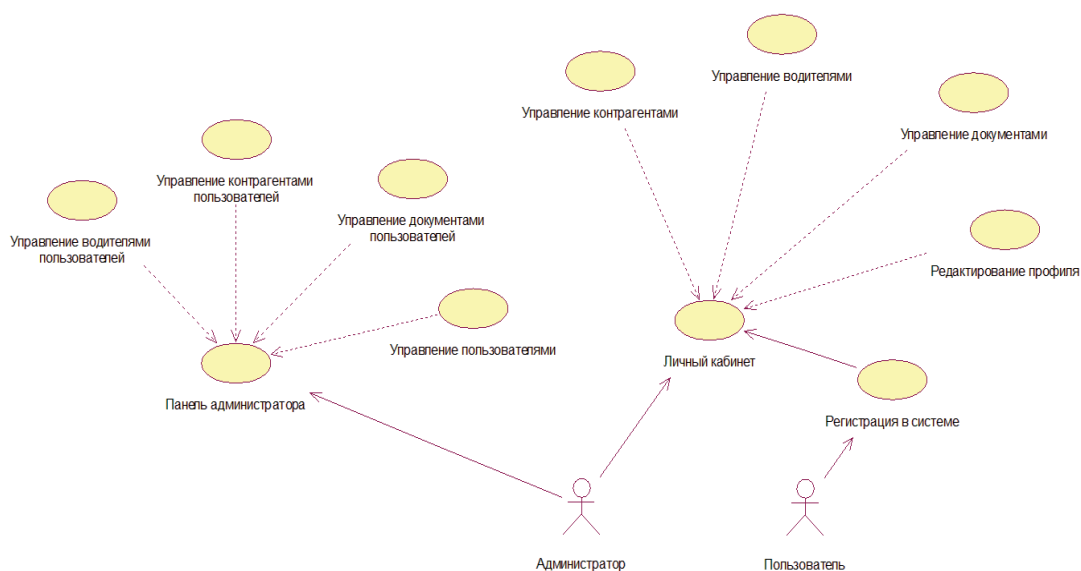 Управление водителями
Управление контрагентами
Управление документами
Управление контрагентами
пользователей
Управление документами
пользователей
Управление водителями
пользователей
Редактирование профиля
Управление пользователями
Личный кабинет
Панель администратора
Регистрация в системе
Администратор
Пользователь